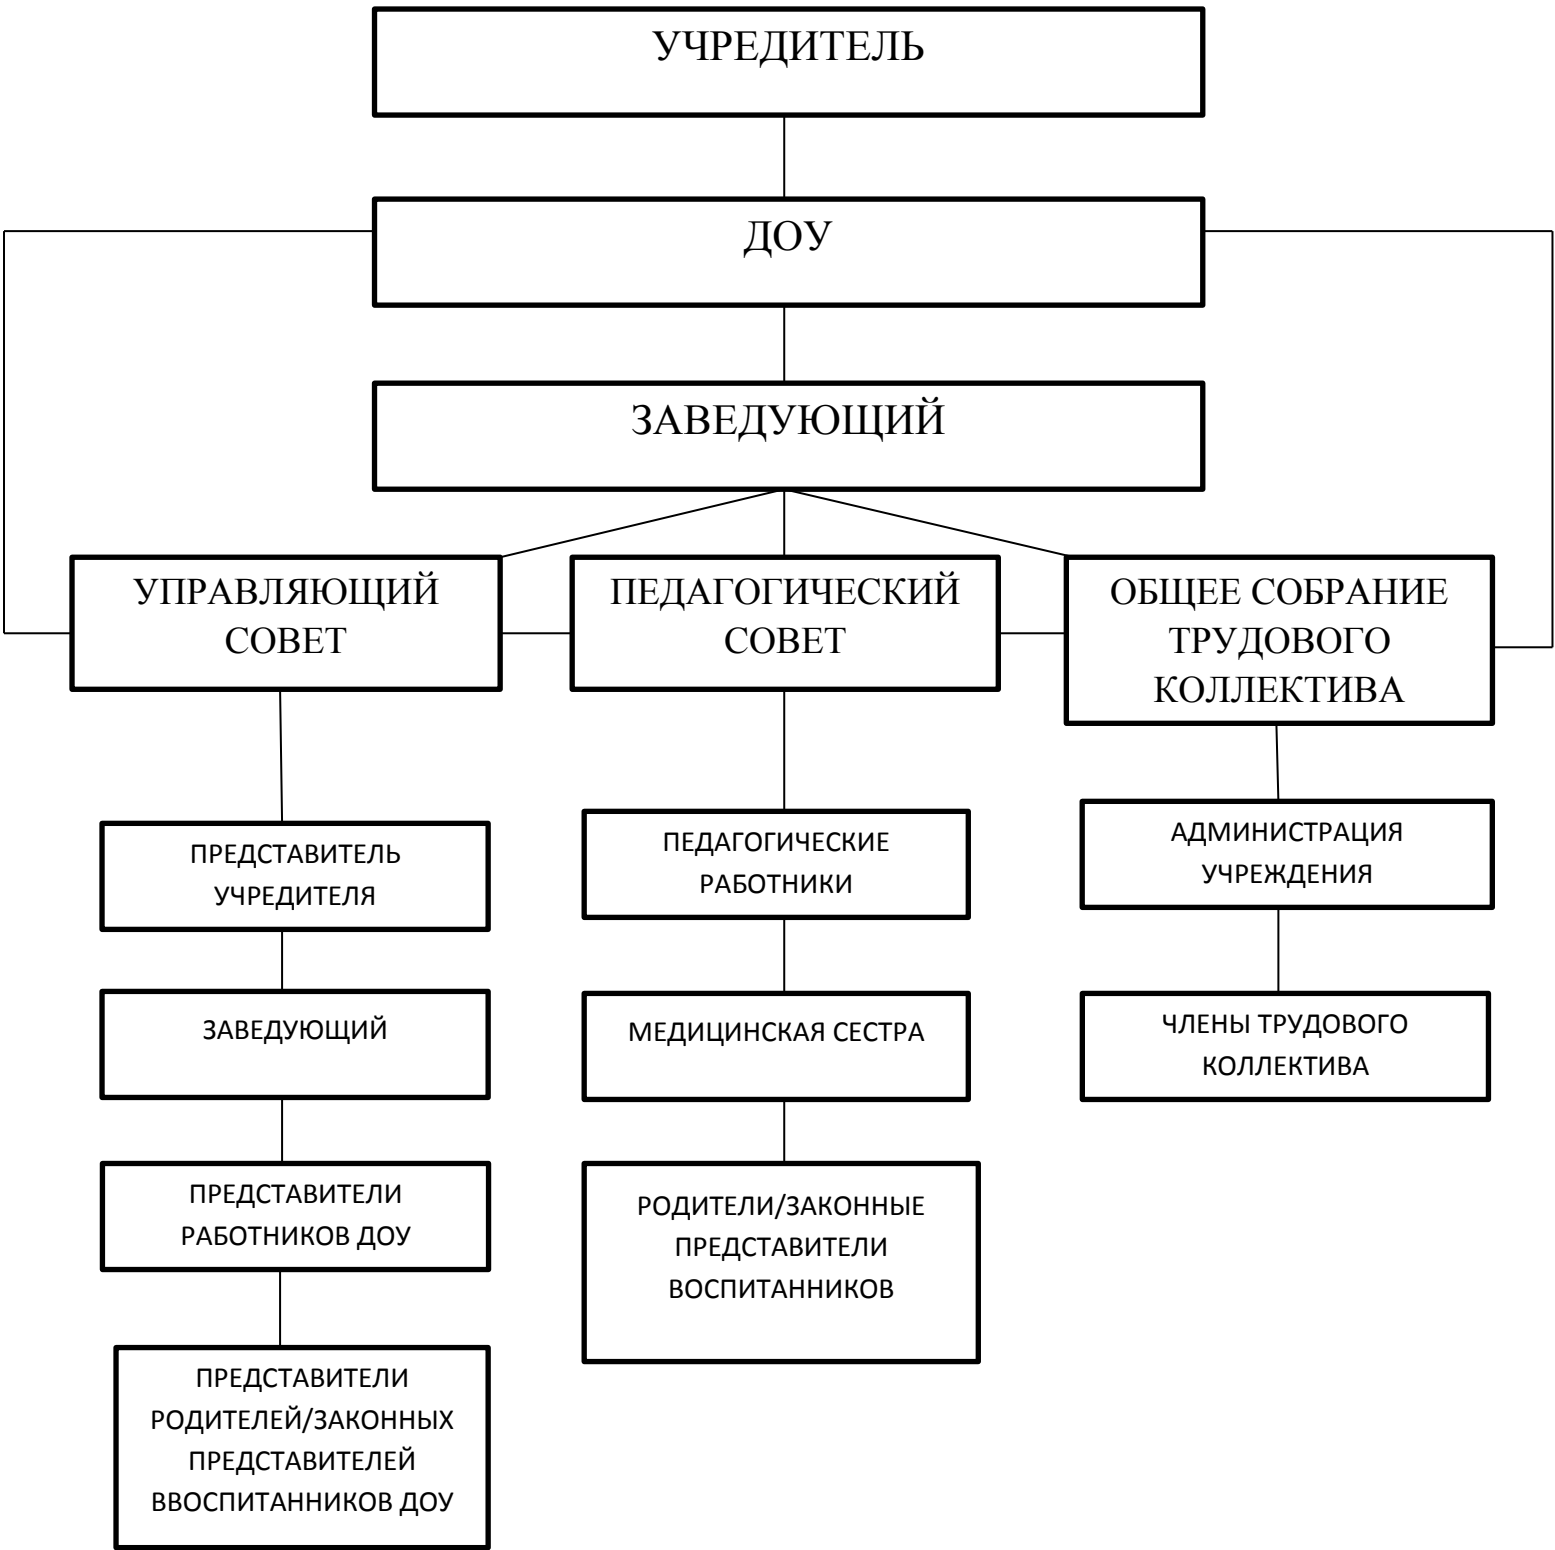 УЧРЕДИТЕЛЬ
ДОУ
ЗАВЕДУЮЩИЙ
УПРАВЛЯЮЩИЙ
СОВЕТ
ПЕДАГОГИЧЕСКИЙ
СОВЕТ
ОБЩЕЕ СОБРАНИЕ
ТРУДОВОГО
КОЛЛЕКТИВА
ПРЕДСТАВИТЕЛЬ
УЧРЕДИТЕЛЯ
ЗАВЕДУЮЩИЙ
ПРЕДСТАВИТЕЛИ
РАБОТНИКОВ ДОУ
ПРЕДСТАВИТЕЛИ
РОДИТЕЛЕЙ/ЗАКОННЫХ
ПРЕДСТАВИТЕЛЕЙ
ВВОСПИТАННИКОВ ДОУ
ПЕДАГОГИЧЕСКИЕ
РАБОТНИКИ
МЕДИЦИНСКАЯ СЕСТРА
РОДИТЕЛИ/ЗАКОННЫЕ
ПРЕДСТАВИТЕЛИ
ВОСПИТАННИКОВ
АДМИНИСТРАЦИЯ
УЧРЕЖДЕНИЯ
ЧЛЕНЫ ТРУДОВОГО
КОЛЛЕКТИВА